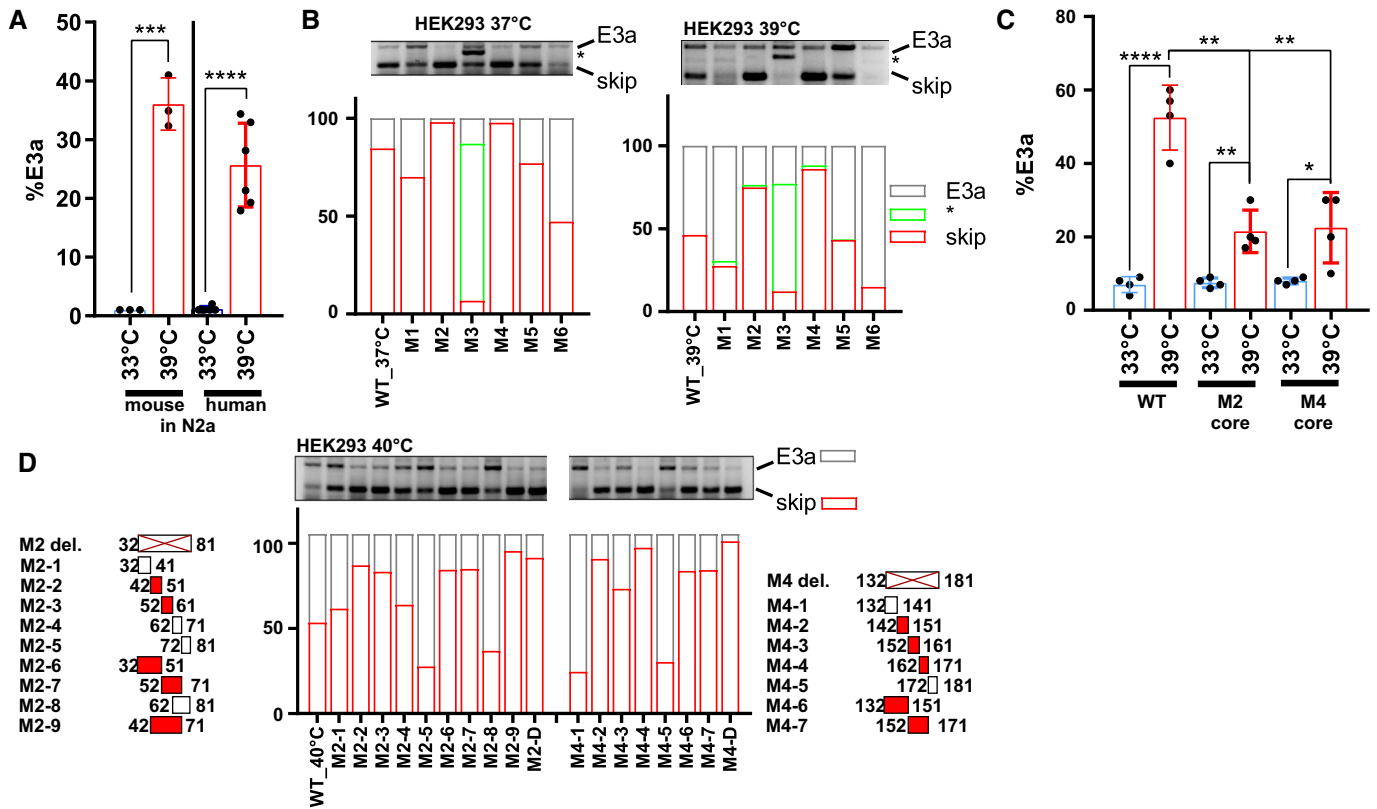 A
50
40
30
20
10
0
%E3a
***
****
33°C
39°C
33°C
39°C
mouse
human
in N2a
B
HEK293 37°C
E3a
*
skip
100
50
0
WT_37°C
M1
M2
M3
M4
M5
M6
HEK293 39°C
E3a
*
skip
100
50
0
E3a
*
skip
WT_39°C
M1
M2
M3
M4
M5
M6
C
80
60
40
20
0
%E3a
****
**
**
**
*
33°C
39°C
33°C
39°C
33°C
39°C
WT
M2
core
M4
core
D
HEK293 40°C
E3a
skip
M2 del. 32 81
M2-1 32 41
M2-2 42 51
M2-3 52 61
M2-4 62 71
M2-5 72 81
M2-6 32 51
M2-7 52 71
M2-8 62 81
M2-9 42 71
100
50
0
WT_40°C
M2-1
M2-2
M2-3
M2-4
M2-5
M2-6
M2-7
M2-8
M2-9
M2-D
M4-1
M4-2
M4-3
M4-4
M4-5
M4-6
M4-7
M4-D
M4 del. 132 181
M4-1 132 141
M4-2 142 151
M4-3 152 161
M4-4 162 171
M4-5 172 181
M4-6 132 151
M4-7 152 171